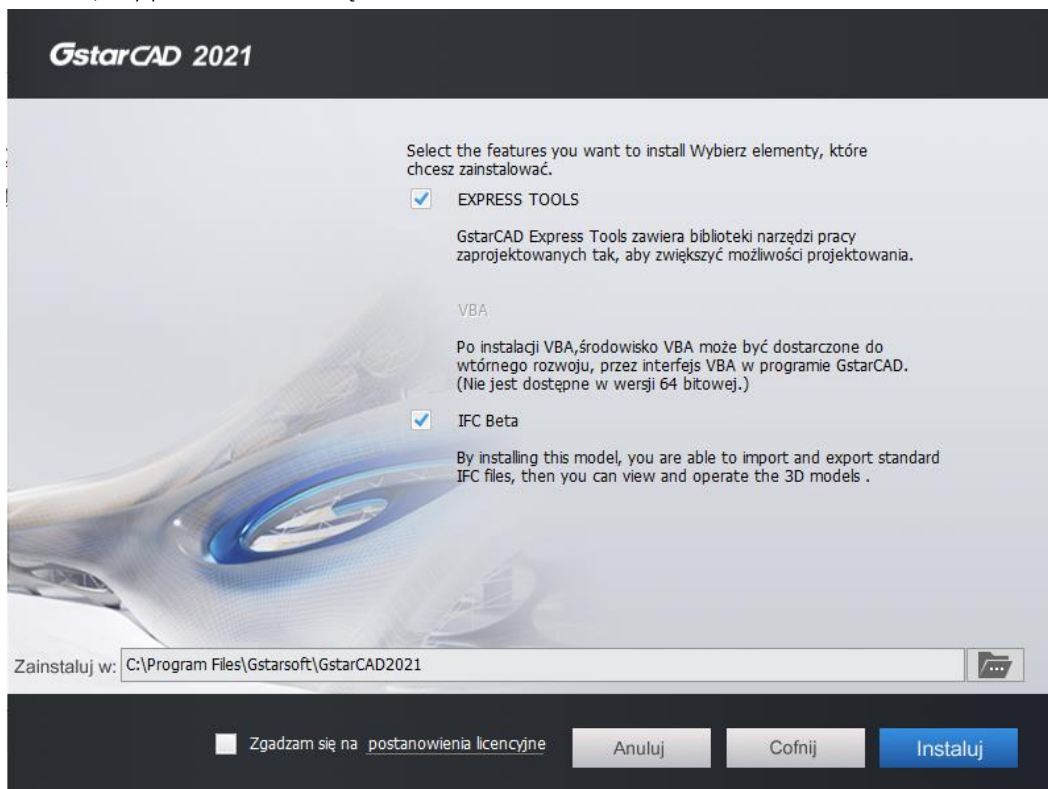 GstarCAD 2021
Select the features you want to install Wybierz elementy, które
chcesz zainstalować.
EXPRESS TOOLS
GstarCAD Express Tools zawiera biblioteki narzędzi pracy
zaprojektowanych tak, aby zwiększyć możliwości projektowania.
VBA
Po instalacji VBA,środowisko VBA może być dostarczone do
wtórnego rozwoju, przez interfejs VBA w programie GstarCAD.
(Nie jest dostępne w wersji 64 bitowej.)
IFC Beta
By installing this model, you are able to import and export standard
IFC files, then you can view and operate the 3D models .
Zainstaluj w: C:\Program Files\Gstarsoft\GstarCAD2021
Zgadzam się na postanowienia licencyjne
Anuluj
Cofnij
Instaluj